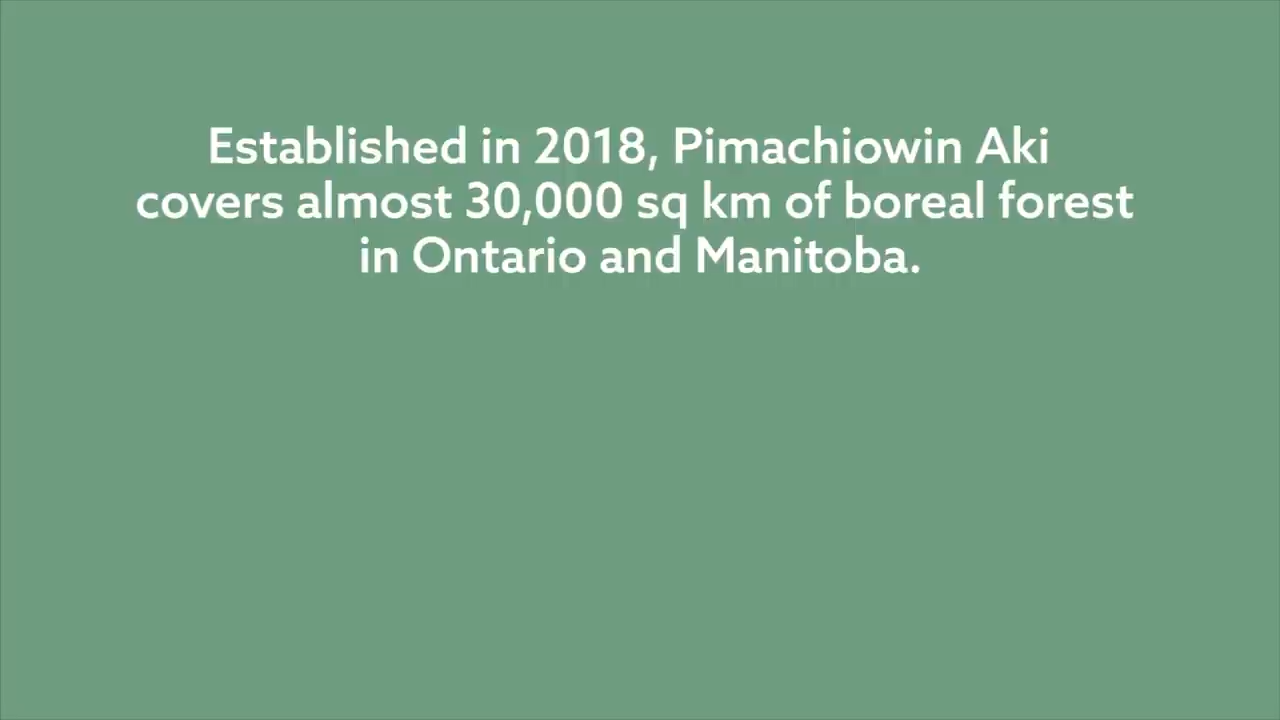 Established in 2018, Pimachiowin Aki
covers almost 30,000 sq km of boreal forest
in Ontario and Manitoba.